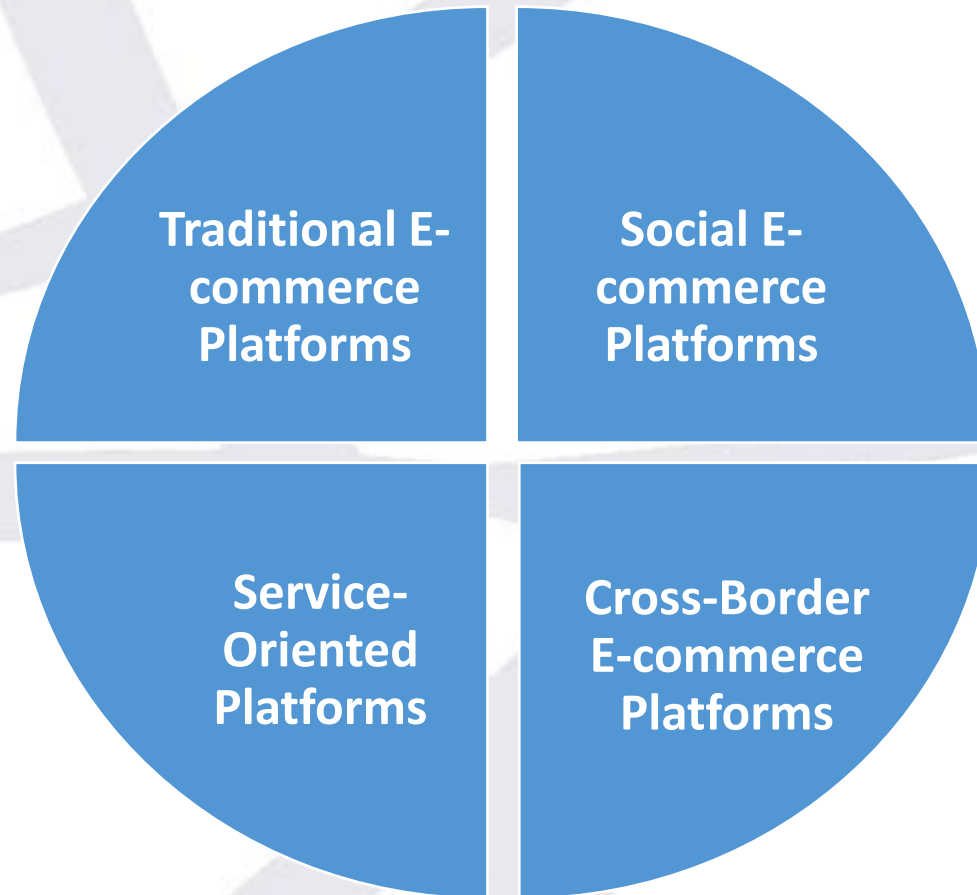 Traditional E-
commerce
Platforms
Social E-
commerce
Platforms
Service-
Oriented
Platforms
Cross-Border
E-commerce
Platforms